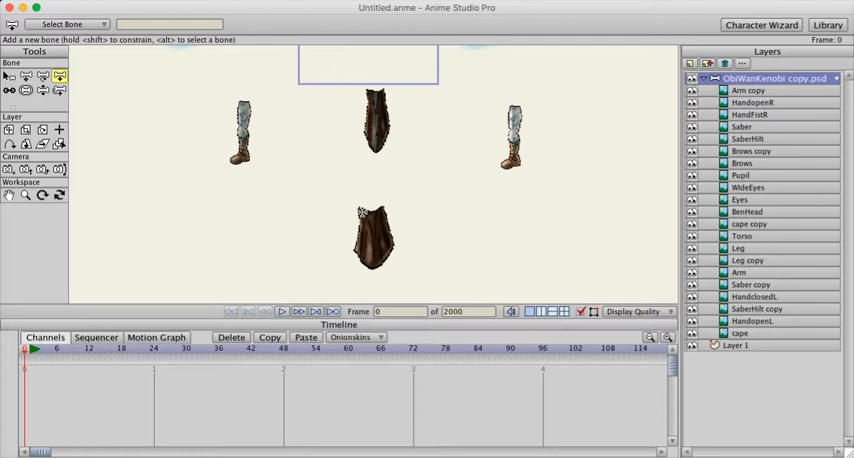 Untitled.anme - Anime Studio Pro
Select Bone
Character Wizard
Library
Add a new bone (hold <shift> to constrain, <alt> to select a bone)
Frame: 0
Tools
Bone
Layer
Camera
Workspace
Layers
ObiWanKenobi copy.psd
Arm copy
HandopenR
HandFistR
Saber
SaberHilt
Brows copy
Brows
Pupil
WIdeEyes
Eyes
BenHead
cape copy
Torso
Leg
Leg copy
Arm
Saber copy
HandclosedL
SaberHilt copy
HandopenL
cape
Layer 1
Frame 0 of 2000
Display Quality
Timeline
Channels
Sequencer
Motion Graph
Delete
Copy
Paste
Onionskins
6 12 18 24 30 36 42 48 54 60 66 72 78 84 90 96 102 108 114
0 1 2 3 4